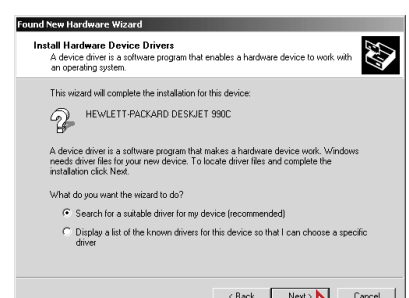 Found New Hardware Wizard
Install Hardware Device Drivers
A device driver is a software program that enables a hardware device to work with
an operating system.
This wizard will complete the installation for this device:
HEWLETT-PACKARD DESKJET 990C
A device driver is a software program that makes a hardware device work. Windows
needs driver files for your new device. To locate driver files and complete the
installation click Next.
What do you want the wizard to do?
Search for a suitable driver for my device (recommended)
Display a list of the known drivers for this device so that I can choose a specific
driver
< Back Next > Cancel